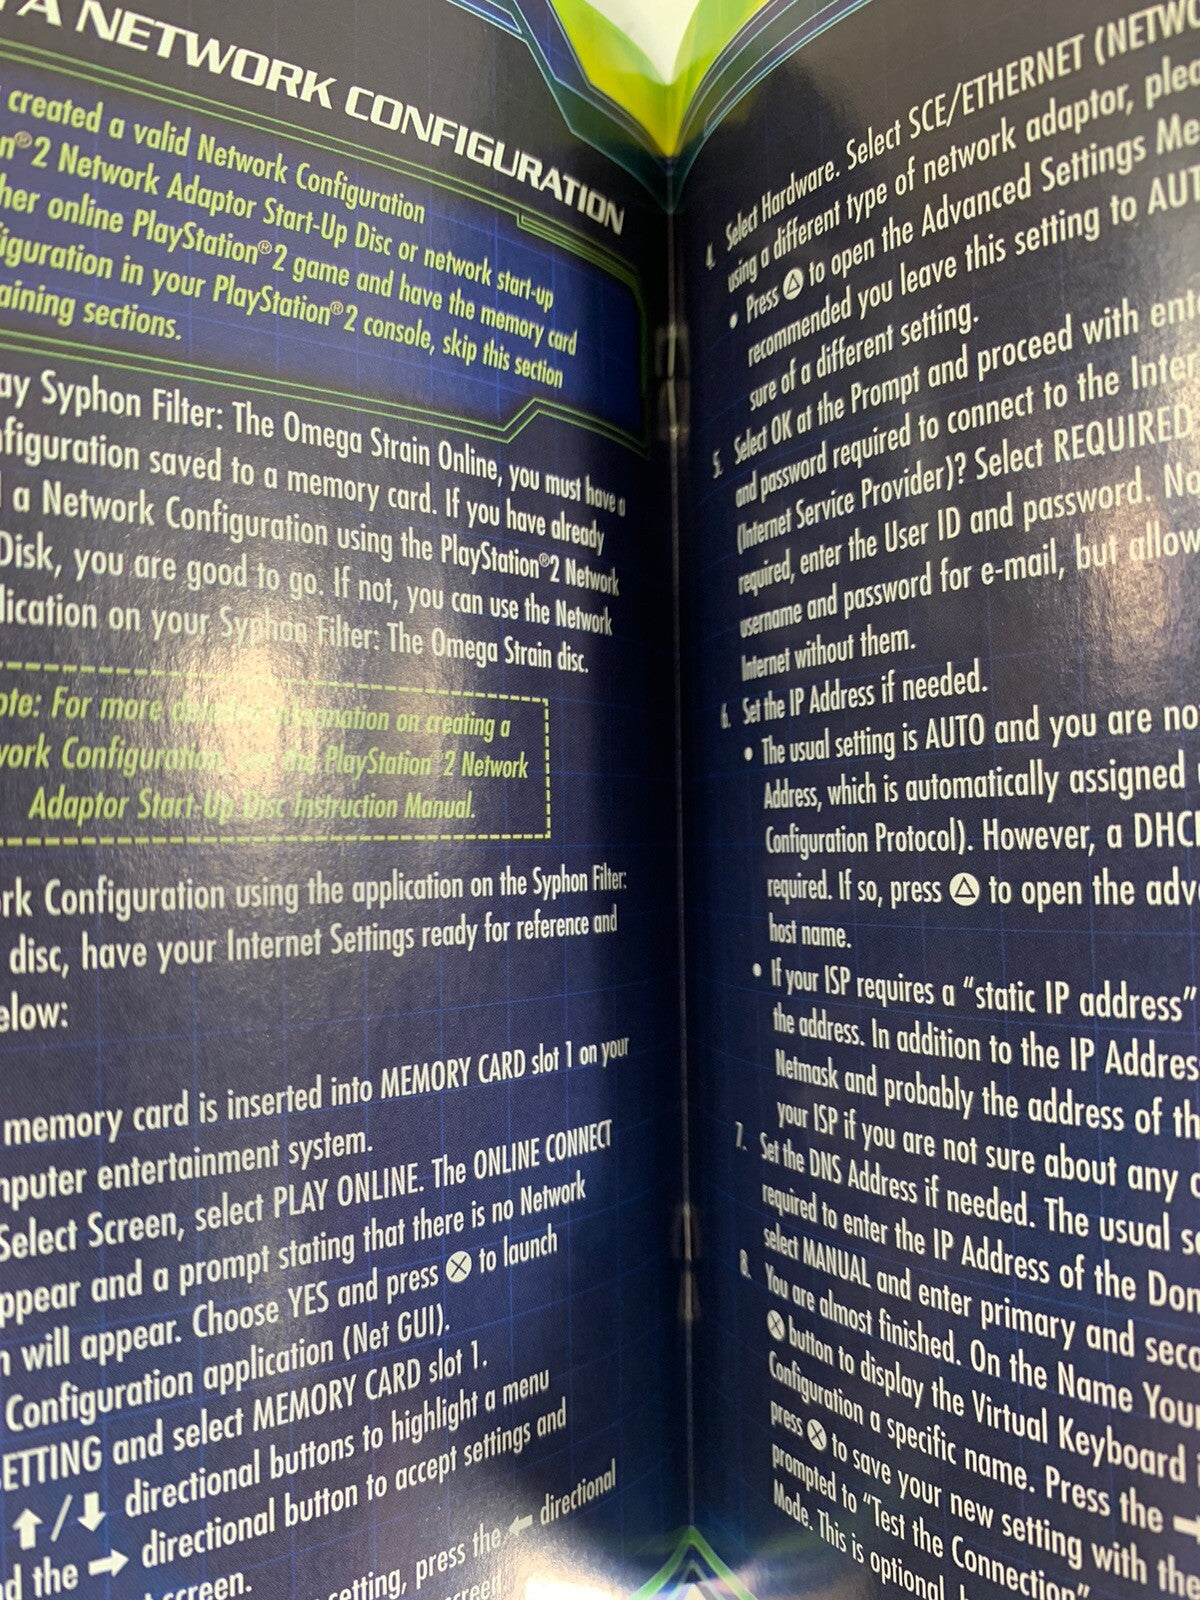 A NETWORK CONFIGURATION
created a valid Network Configuration
®2 Network Adaptor Start-Up Disc or network start-up
her online PlayStation®2 game and have the memory card
iguration in your PlayStation®2 console, skip this section
aining sections.
ay Syphon Filter: The Omega Strain Online, you must have a
nfiguration saved to a memory card. If you have already
a Network Configuration using the PlayStation®2 Network
Disk, you are good to go. If not, you can use the Network
lication on your Syphon Filter: The Omega Strain disc.
ote: For more information on creating a
work Configuration the PlayStation®2 Network
Adaptor Start-Up Disc Instruction Manual.
rk Configuration using the application on the Syphon Filter:
disc, have your Internet Settings ready for reference and
elow:
memory card is inserted into MEMORY CARD slot 1 on your
mputer entertainment system.
Select Screen, select PLAY ONLINE. The ONLINE CONNECT
ppear and a prompt stating that there is no Network
n will appear. Choose YES and press ⊗ to launch
Configuration application (Net GUI).
SETTING and select MEMORY CARD slot 1.
⬆/⬇ directional buttons to highlight a menu
d the ➡ directional button to accept settings and
screen.
setting, press the ⬅ directional
screen.
4. Select Hardware. Select SCE/ETHERNET (NETWO
using a different type of network adaptor, plea
• Press △ to open the Advanced Settings Me
recommended you leave this setting to AUT
sure of a different setting.
5. Select OK at the Prompt and proceed with ent
and password required to connect to the Inter
(Internet Service Provider)? Select REQUIRED
required, enter the User ID and password. No
username and password for e-mail, but allow
Internet without them.
6. Set the IP Address if needed.
• The usual setting is AUTO and you are no
Address, which is automatically assigned
Configuration Protocol). However, a DHC
required. If so, press △ to open the adv
host name.
• If your ISP requires a “static IP address”
the address. In addition to the IP Addres
Netmask and probably the address of th
your ISP if you are not sure about any o
7. Set the DNS Address if needed. The usual se
required to enter the IP Address of the Dom
select MANUAL and enter primary and seco
8. You are almost finished. On the Name Your
⊗ button to display the Virtual Keyboard
Configuration a specific name. Press the
press ⊗ to save your new setting with the
prompted to “Test the Connection”
Mode. This is optional